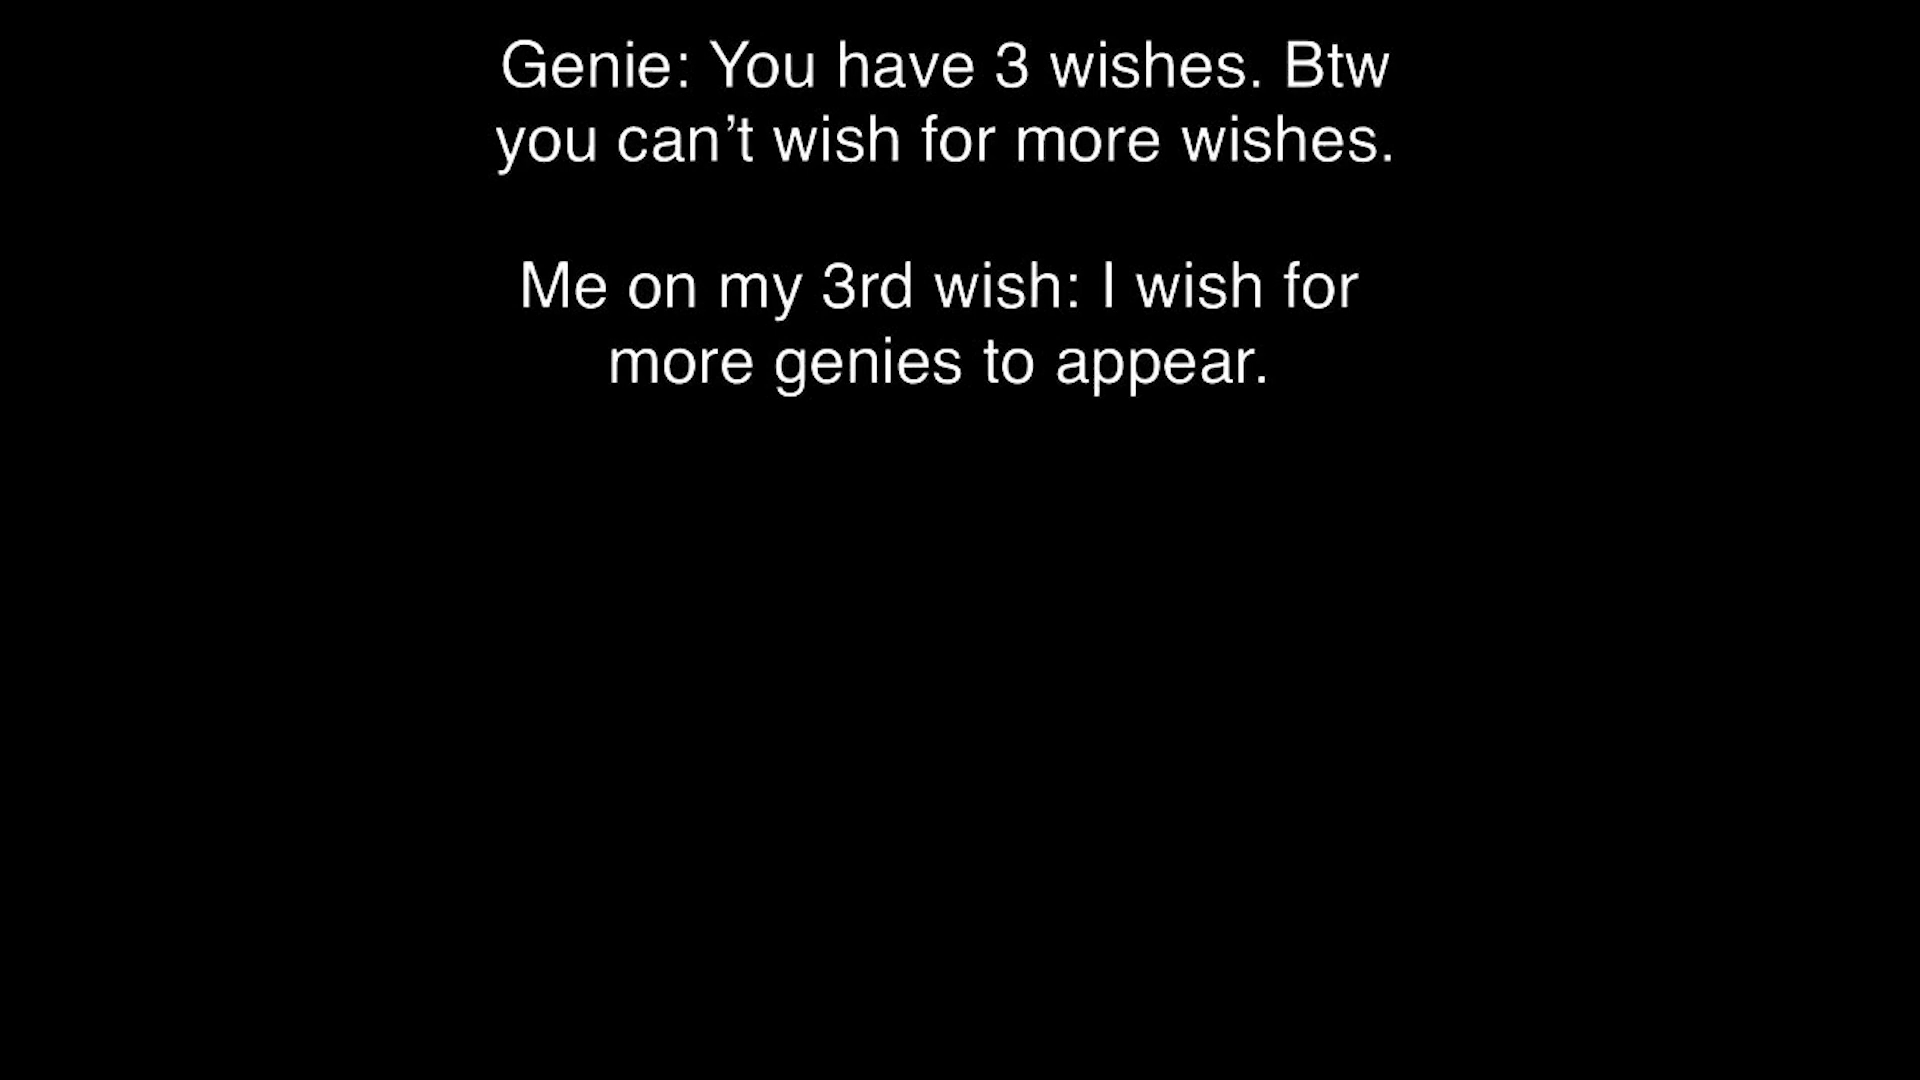 Genie: You have 3 wishes. Btw
you can’t wish for more wishes.
Me on my 3rd wish: I wish for
more genies to appear.